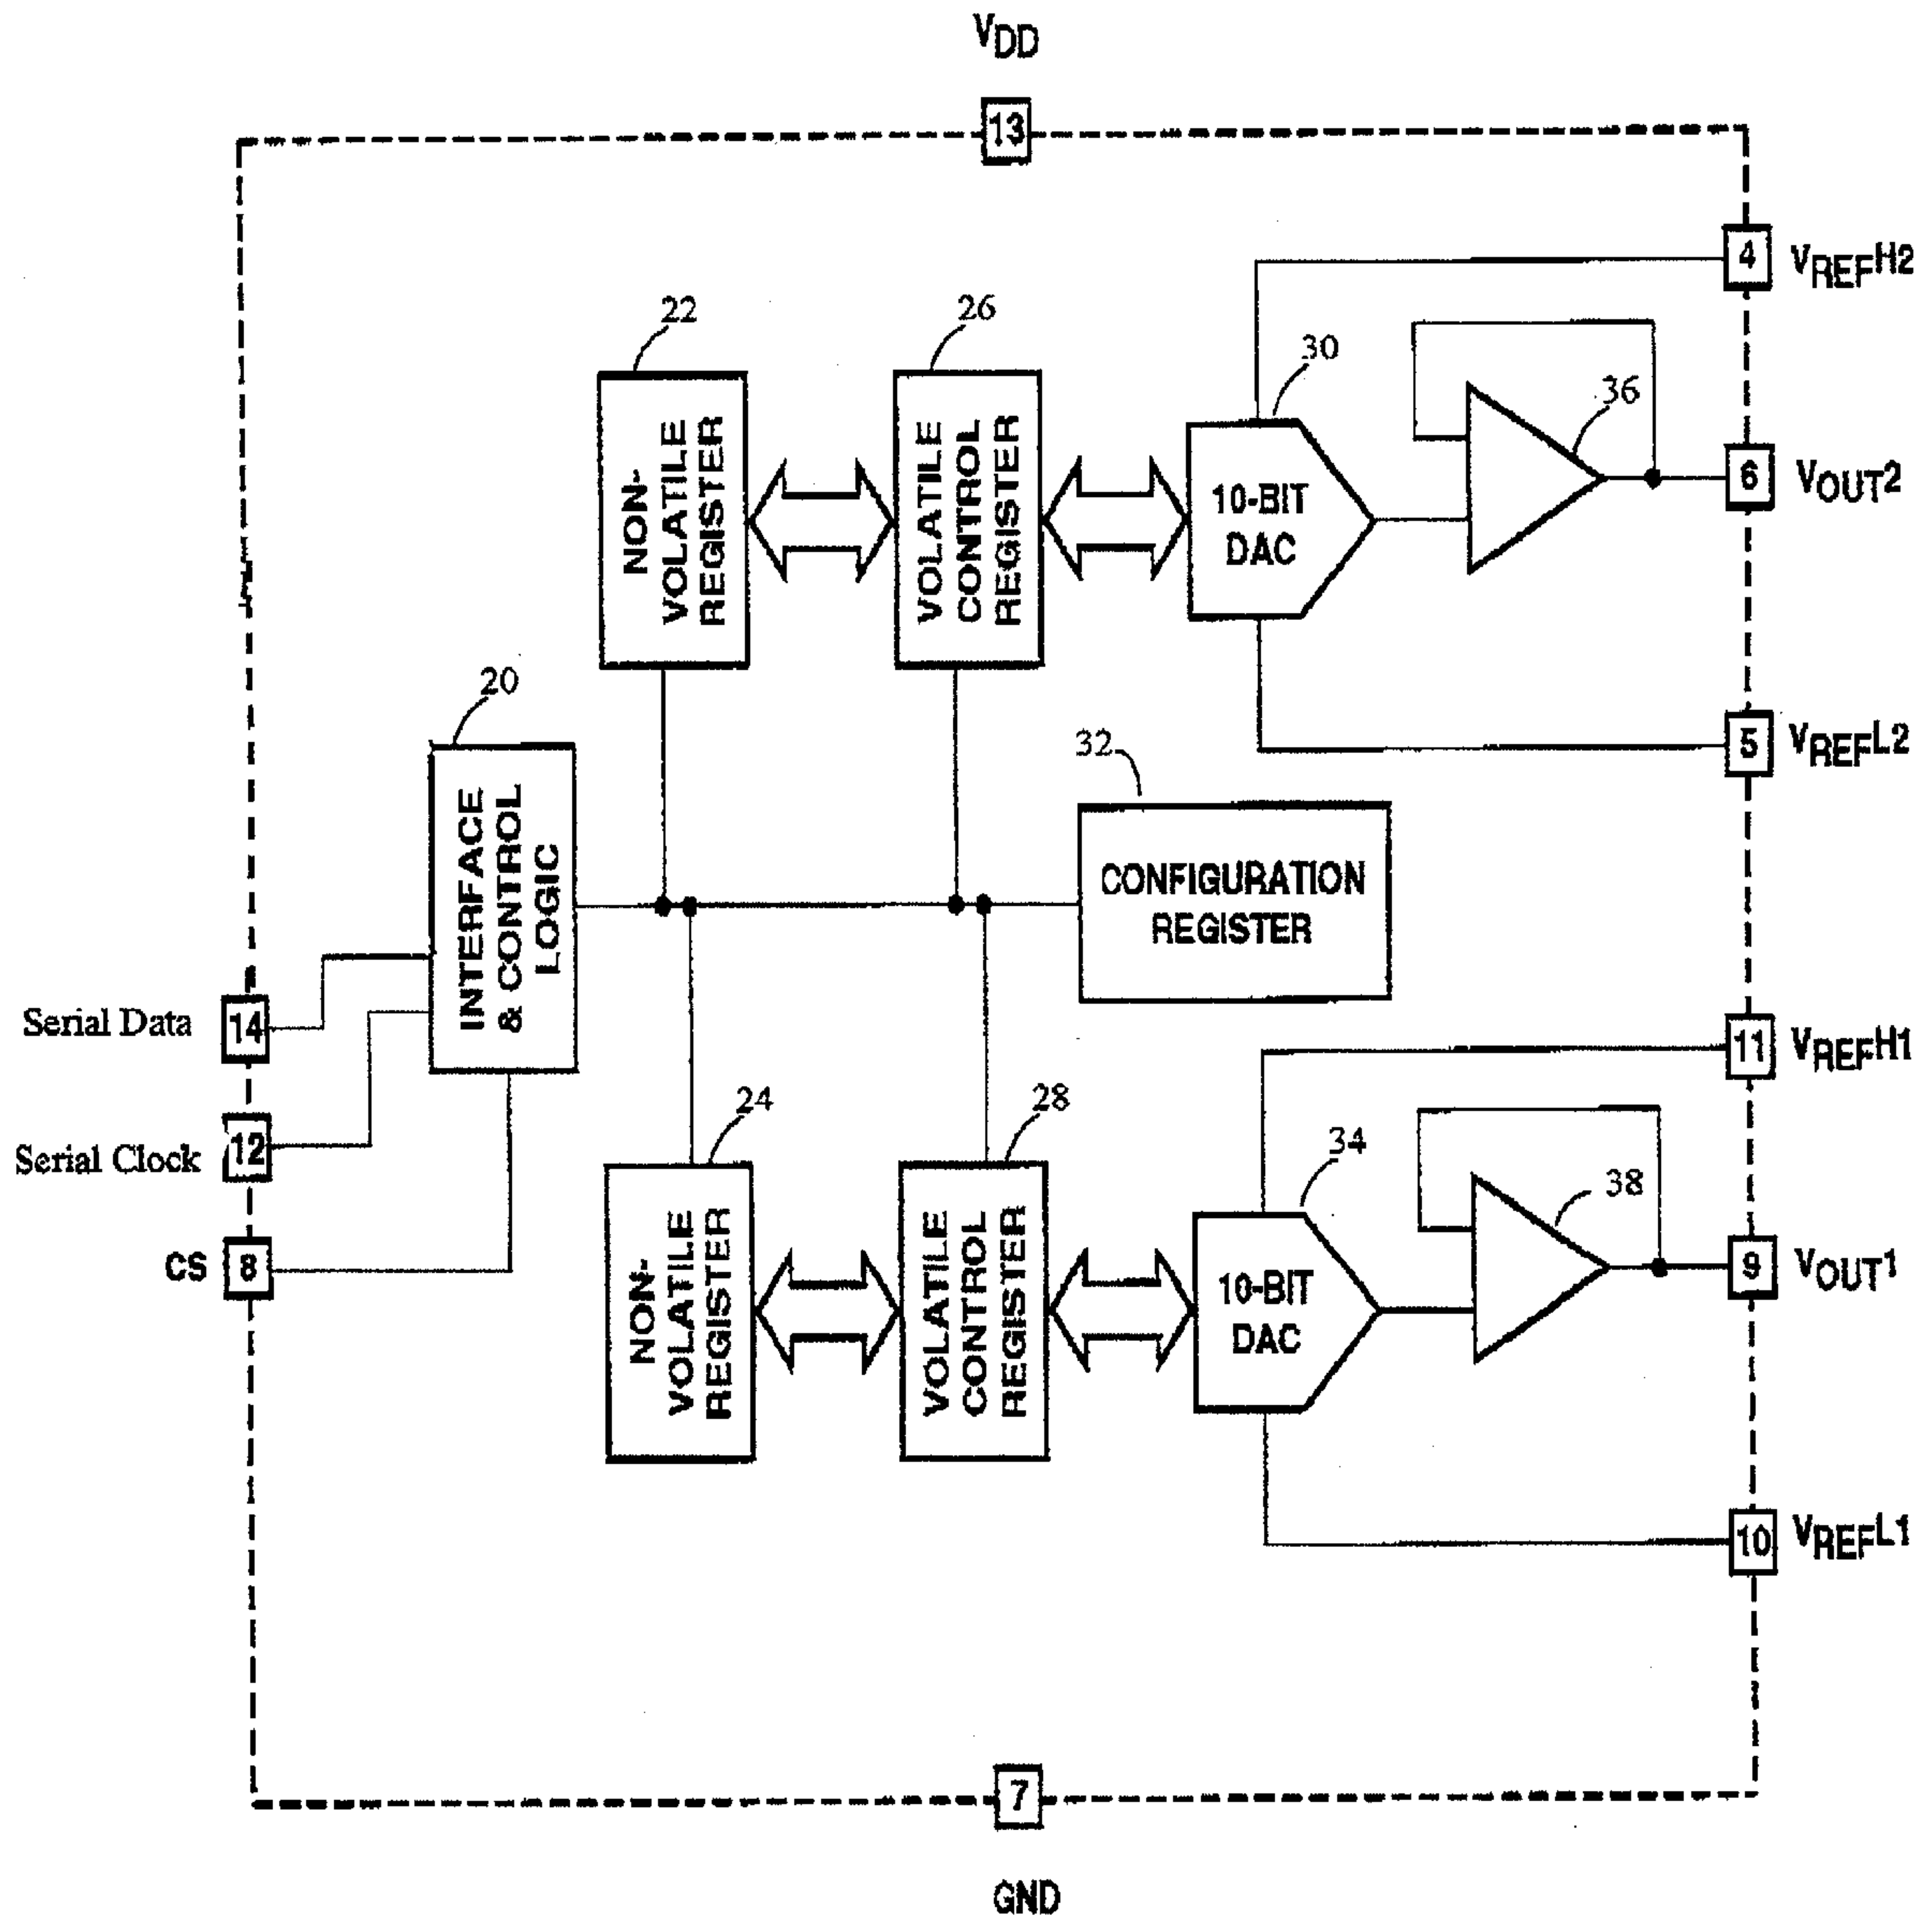 VDD
13
4 VREFH2
22
26
30
36
NON-
VOLATILE
REGISTER
VOLATILE
CONTROL
REGISTER
10-BIT
DAC
6 VOUT2
20
32
5 VREFL2
INTERFACE
& CONTROL
LOGIC
CONFIGURATION
REGISTER
Serial Data 14
11 VREFH1
24
28
34
38
Serial Clock 12
CS 8
NON-
VOLATILE
REGISTER
VOLATILE
CONTROL
REGISTER
10-BIT
DAC
9 VOUT1
10 VREFL1
7
GND